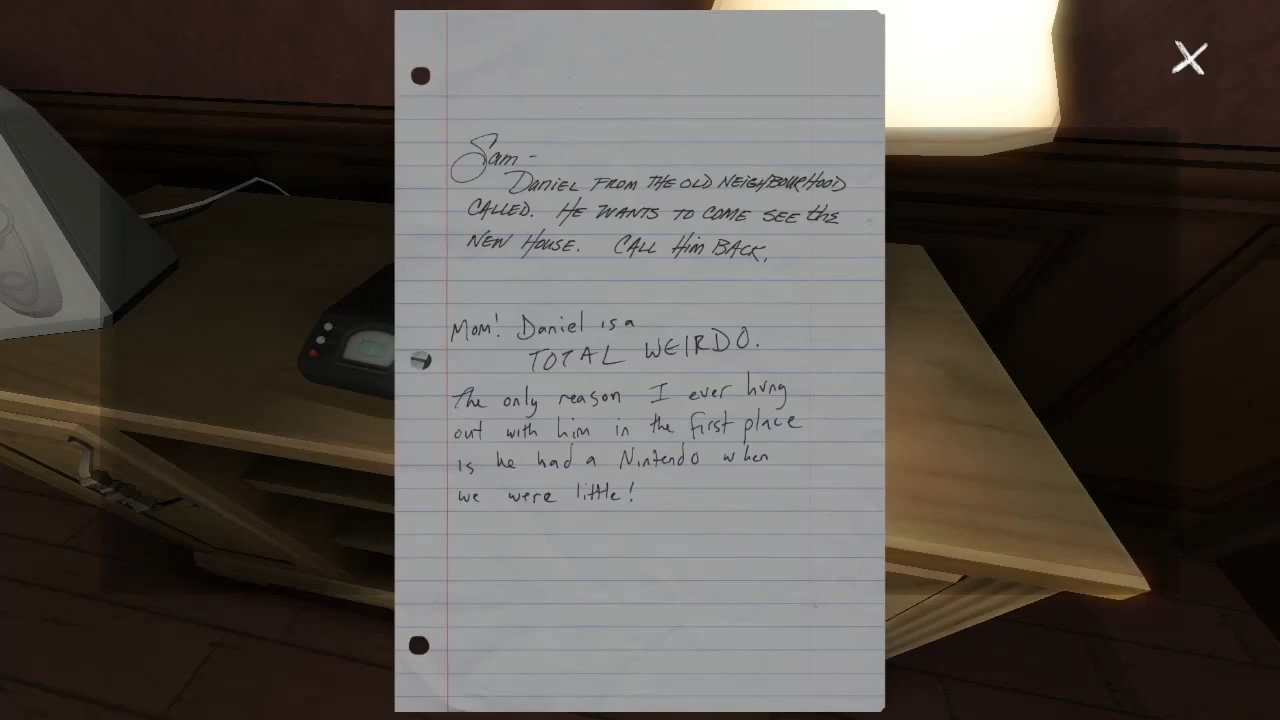 Sam -
DANIEL FROM THE OLD NEIGHBOURHOOD
CALLED. HE WANTS TO COME SEE the
NEW HOUSE. CALL HIM BACK.
Mom! Daniel is a
TOTAL WEIRDO.
The only reason I ever hung
out with him in the first place
is he had a Nintendo when
we were little!